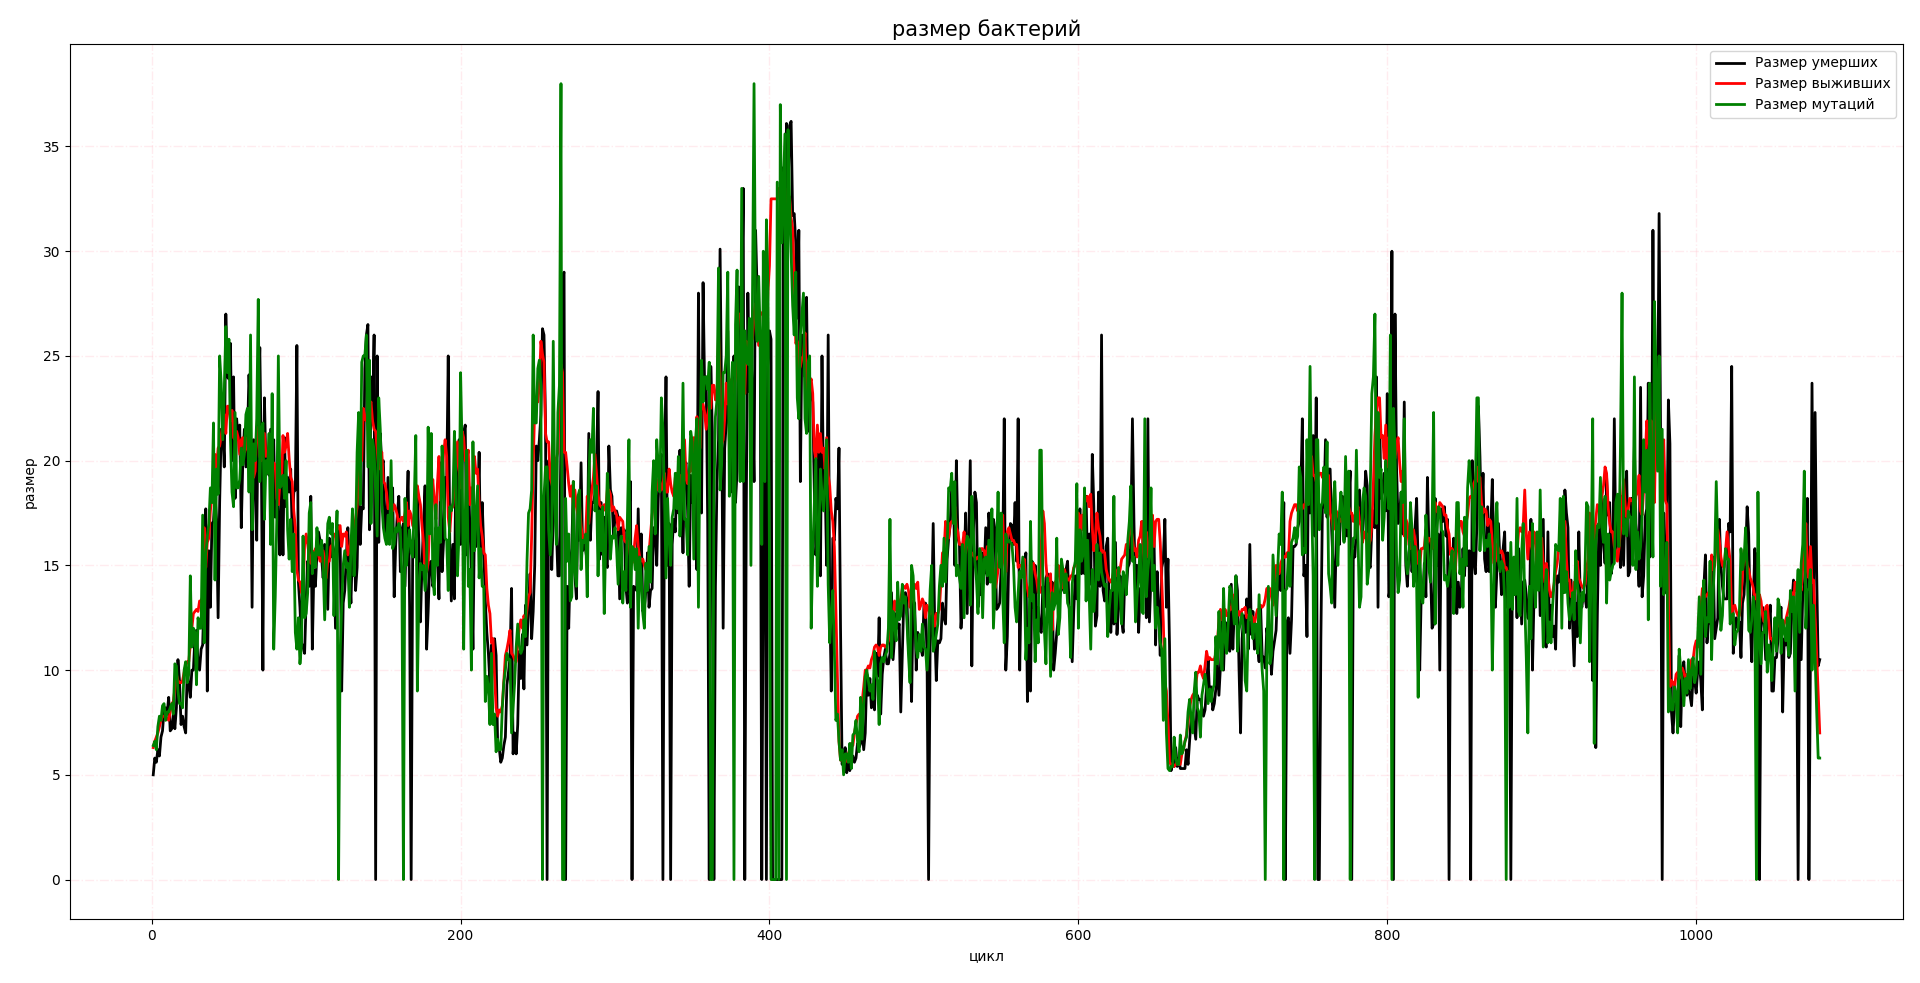 размер бактерий
Размер умерших
Размер выживших
Размер мутаций
размер
35
30
25
20
15
10
5
0
0 200 400 600 800 1000
цикл